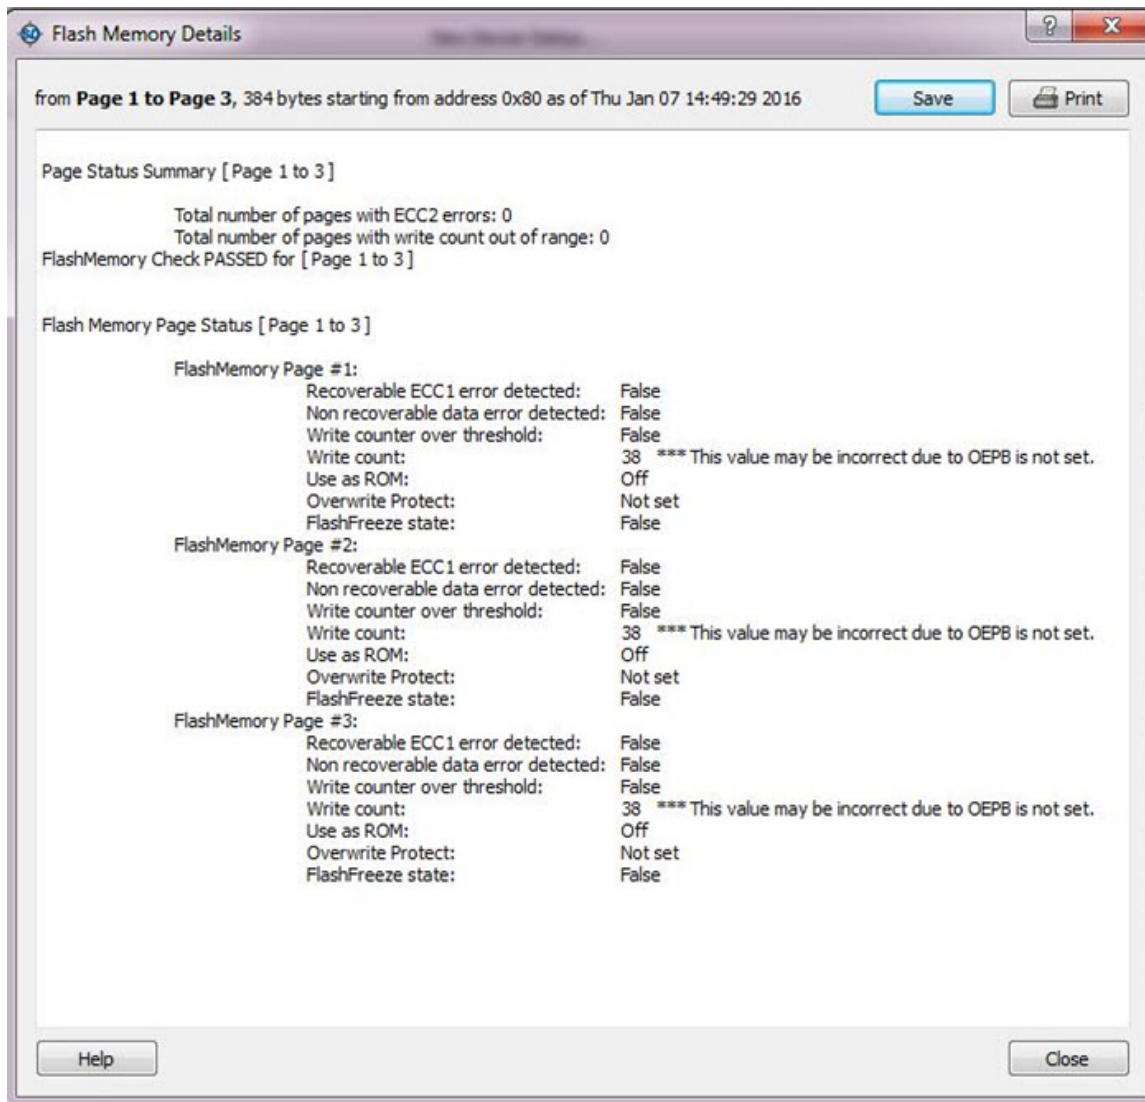 Flash Memory Details
from Page 1 to Page 3, 384 bytes starting from address 0x80 as of Thu Jan 07 14:49:29 2016
Save
Print
Page Status Summary [ Page 1 to 3 ]
Total number of pages with ECC2 errors: 0
Total number of pages with write count out of range: 0
FlashMemory Check PASSED for [ Page 1 to 3 ]
Flash Memory Page Status [ Page 1 to 3 ]
FlashMemory Page #1:
Recoverable ECC1 error detected: False
Non recoverable data error detected: False
Write counter over threshold: False
Write count: 38 *** This value may be incorrect due to OEPB is not set.
Use as ROM: Off
Overwrite Protect: Not set
FlashFreeze state: False
FlashMemory Page #2:
Recoverable ECC1 error detected: False
Non recoverable data error detected: False
Write counter over threshold: False
Write count: 38 *** This value may be incorrect due to OEPB is not set.
Use as ROM: Off
Overwrite Protect: Not set
FlashFreeze state: False
FlashMemory Page #3:
Recoverable ECC1 error detected: False
Non recoverable data error detected: False
Write counter over threshold: False
Write count: 38 *** This value may be incorrect due to OEPB is not set.
Use as ROM: Off
Overwrite Protect: Not set
FlashFreeze state: False
Help
Close